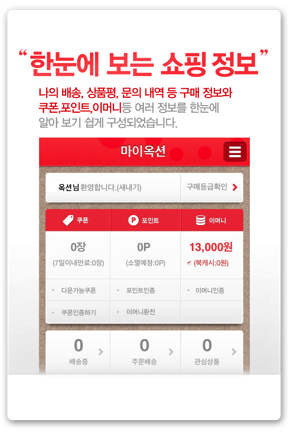 “ 한눈에 보는 쇼핑 정보 ”
나의 배송, 상품평, 문의 내역 등 구매 정보와
쿠폰,포인트,이머니등 여러 정보를 한눈에
알아 보기 쉽게 구성되었습니다.
마이옥션
옥션님 환영합니다.(새내기) 구매등급확인 >
쿠폰 P 포인트 이머니
0장 0P 13,000원
(7일이내만료:0장) (소멸예정:0P) (북캐시:0원)
· 다운가능쿠폰 · 포인트인증 · 이머니인증
· 쿠폰인증하기 · 이머니환전
0 0 0
배송중 주문배송 관심상품